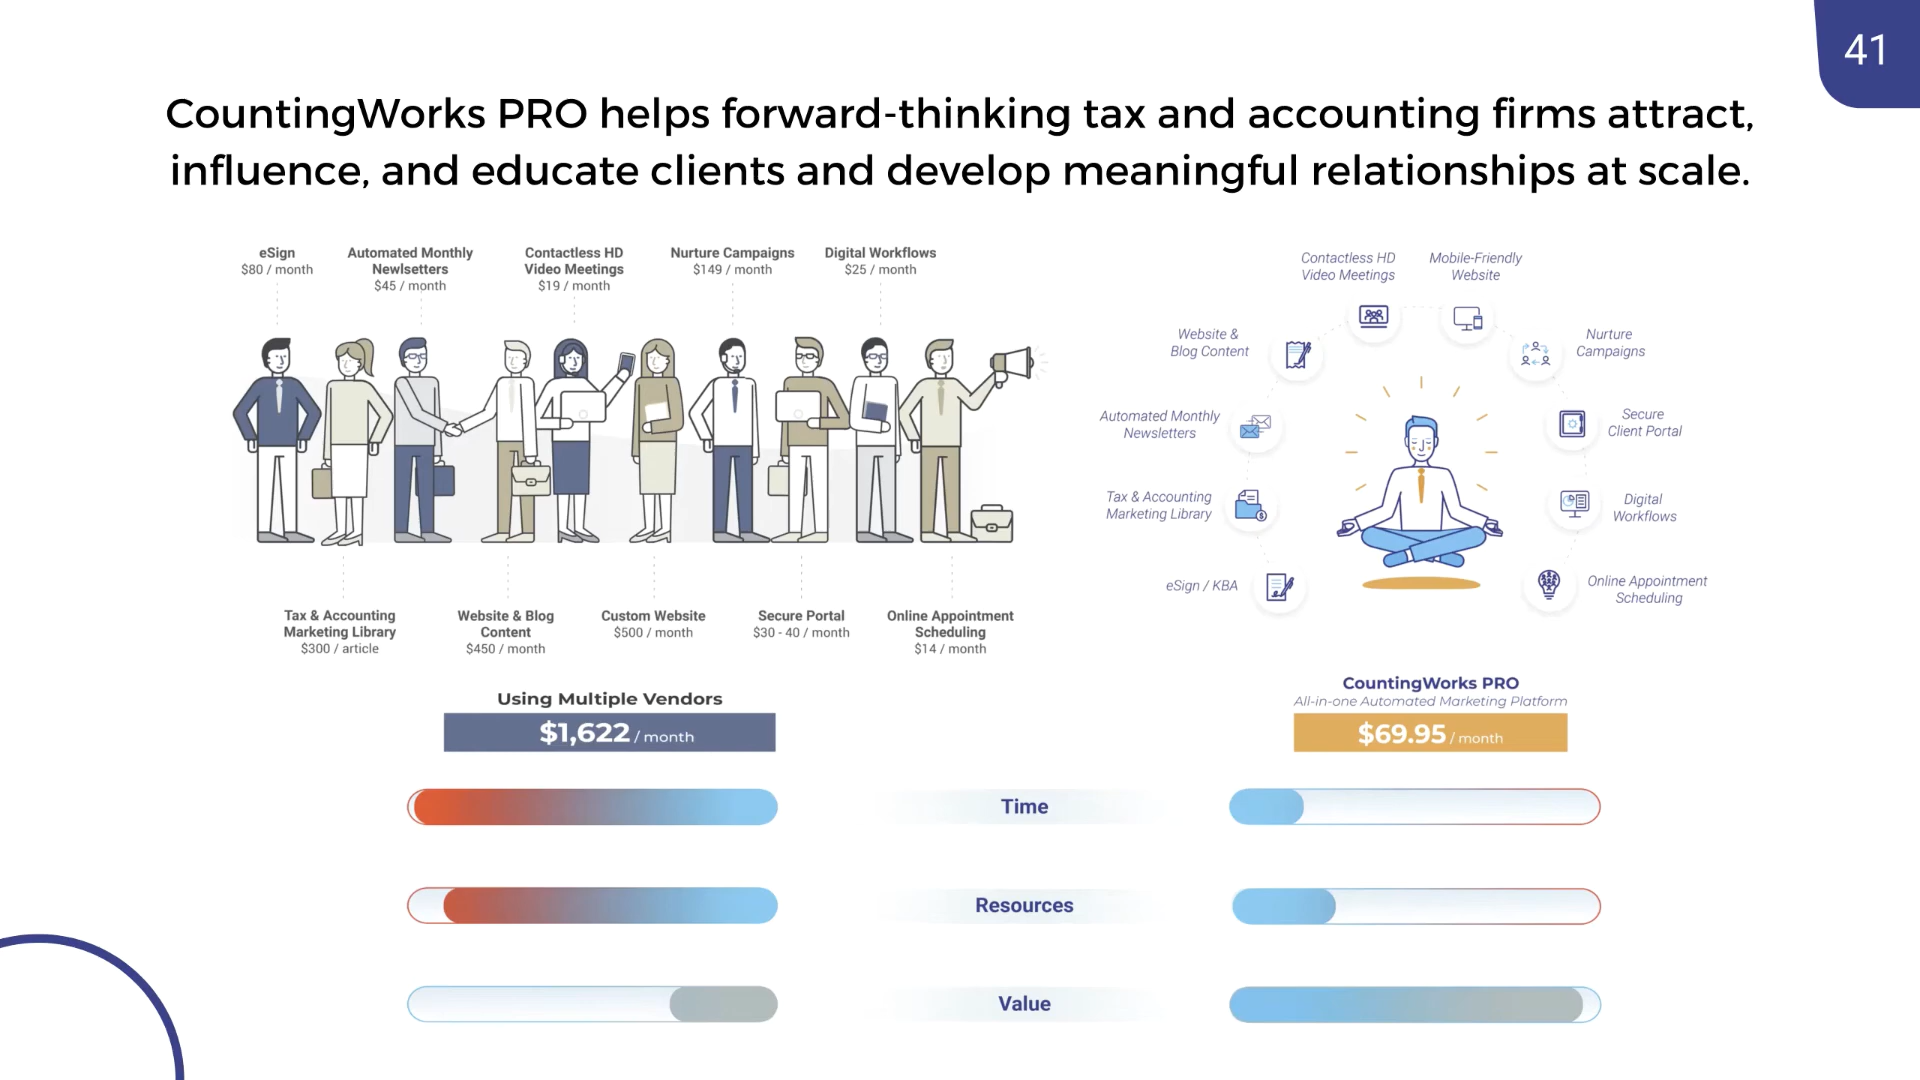 41
CountingWorks PRO helps forward-thinking tax and accounting firms attract,
influence, and educate clients and develop meaningful relationships at scale.
eSign
$80 / month
Automated Monthly
Newlsetters
$45 / month
Contactless HD
Video Meetings
$19 / month
Nurture Campaigns
$149 / month
Digital Workflows
$25 / month
Tax & Accounting
Marketing Library
$300 / article
Website & Blog
Content
$450 / month
Custom Website
$500 / month
Secure Portal
$30 - 40 / month
Online Appointment
Scheduling
$14 / month
Using Multiple Vendors
$1,622 / month
Contactless HD
Video Meetings
Mobile-Friendly
Website
Website &
Blog Content
Nurture
Campaigns
Automated Monthly
Newsletters
Secure
Client Portal
Tax & Accounting
Marketing Library
Digital
Workflows
eSign / KBA
Online Appointment
Scheduling
CountingWorks PRO
All-in-one Automated Marketing Platform
$69.95 / month
Time
Resources
Value